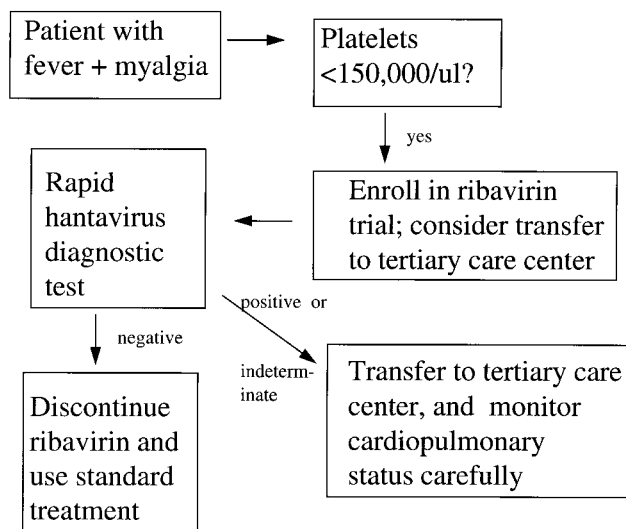 Patient with
fever + myalgia
Platelets
<150,000/ul?
yes
Enroll in ribavirin
trial; consider transfer
to tertiary care center
Rapid
hantavirus
diagnostic
test
negative
positive or
indeterm-
inate
Discontinue
ribavirin and
use standard
treatment
Transfer to tertiary care
center, and monitor
cardiopulmonary
status carefully